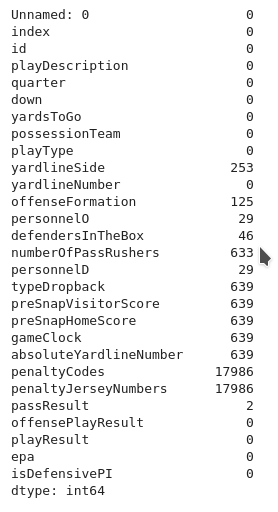 Unnamed: 0 0
index 0
id 0
playDescription 0
quarter 0
down 0
yardsToGo 0
possessionTeam 0
playType 0
yardlineSide 253
yardlineNumber 0
offenseFormation 125
personnelO 29
defendersInTheBox 46
numberOfPassRushers 633
personnelD 29
typeDropback 639
preSnapVisitorScore 639
preSnapHomeScore 639
gameClock 639
absoluteYardlineNumber 639
penaltyCodes 17986
penaltyJerseyNumbers 17986
passResult 2
offensePlayResult 0
playResult 0
epa 0
isDefensivePI 0
dtype: int64